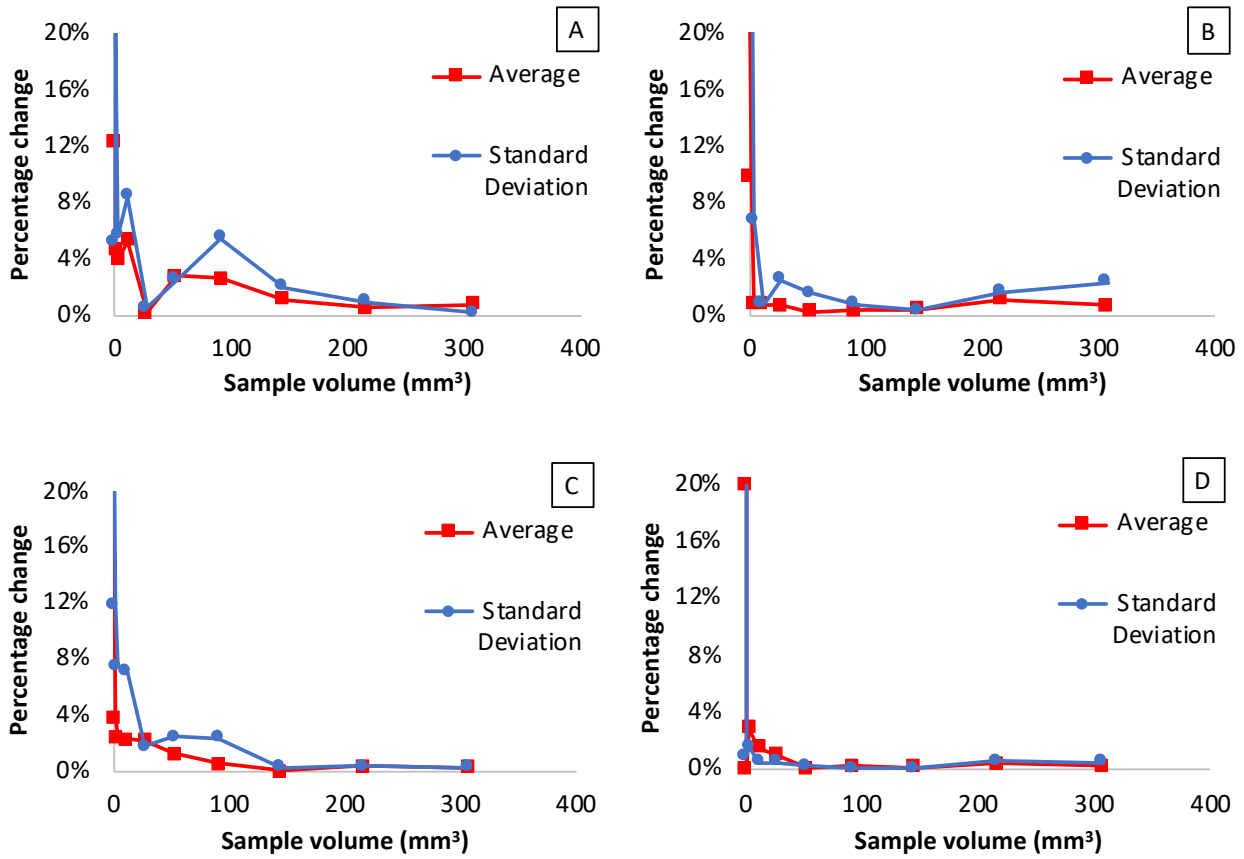 A
20%
16%
12%
8%
4%
0%
Percentage change
Average
Standard
Deviation
0 100 200 300 400
Sample volume (mm³)
B
20%
16%
12%
8%
4%
0%
Percentage change
Average
Standard
Deviation
0 100 200 300 400
Sample volume (mm³)
C
20%
16%
12%
8%
4%
0%
Percentage change
Average
Standard
Deviation
0 100 200 300 400
Sample volume (mm³)
D
20%
16%
12%
8%
4%
0%
Percentage change
Average
Standard
Deviation
0 100 200 300 400
Sample volume (mm³)